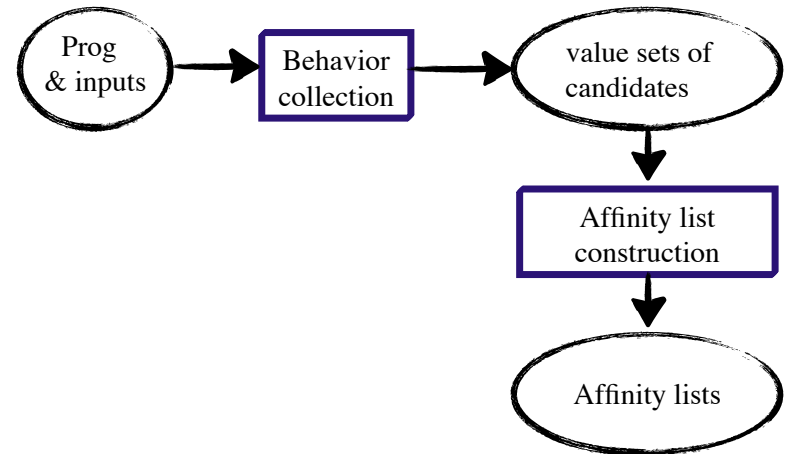 Prog
& inputs
Behavior
collection
value sets of
candidates
Affinity list
construction
Affinity lists